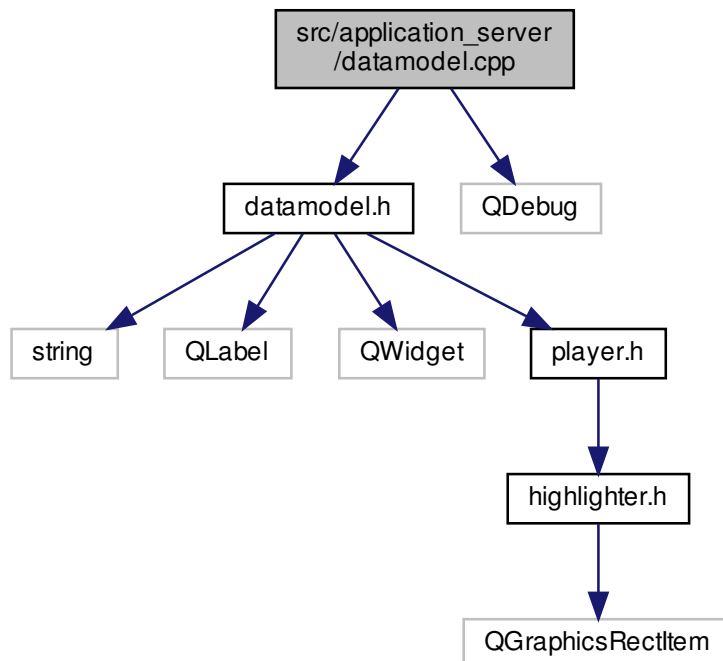 src/application_server
/datamodel.cpp
datamodel.h
QDebug
string
QLabel
QWidget
player.h
highlighter.h
QGraphicsRectItem